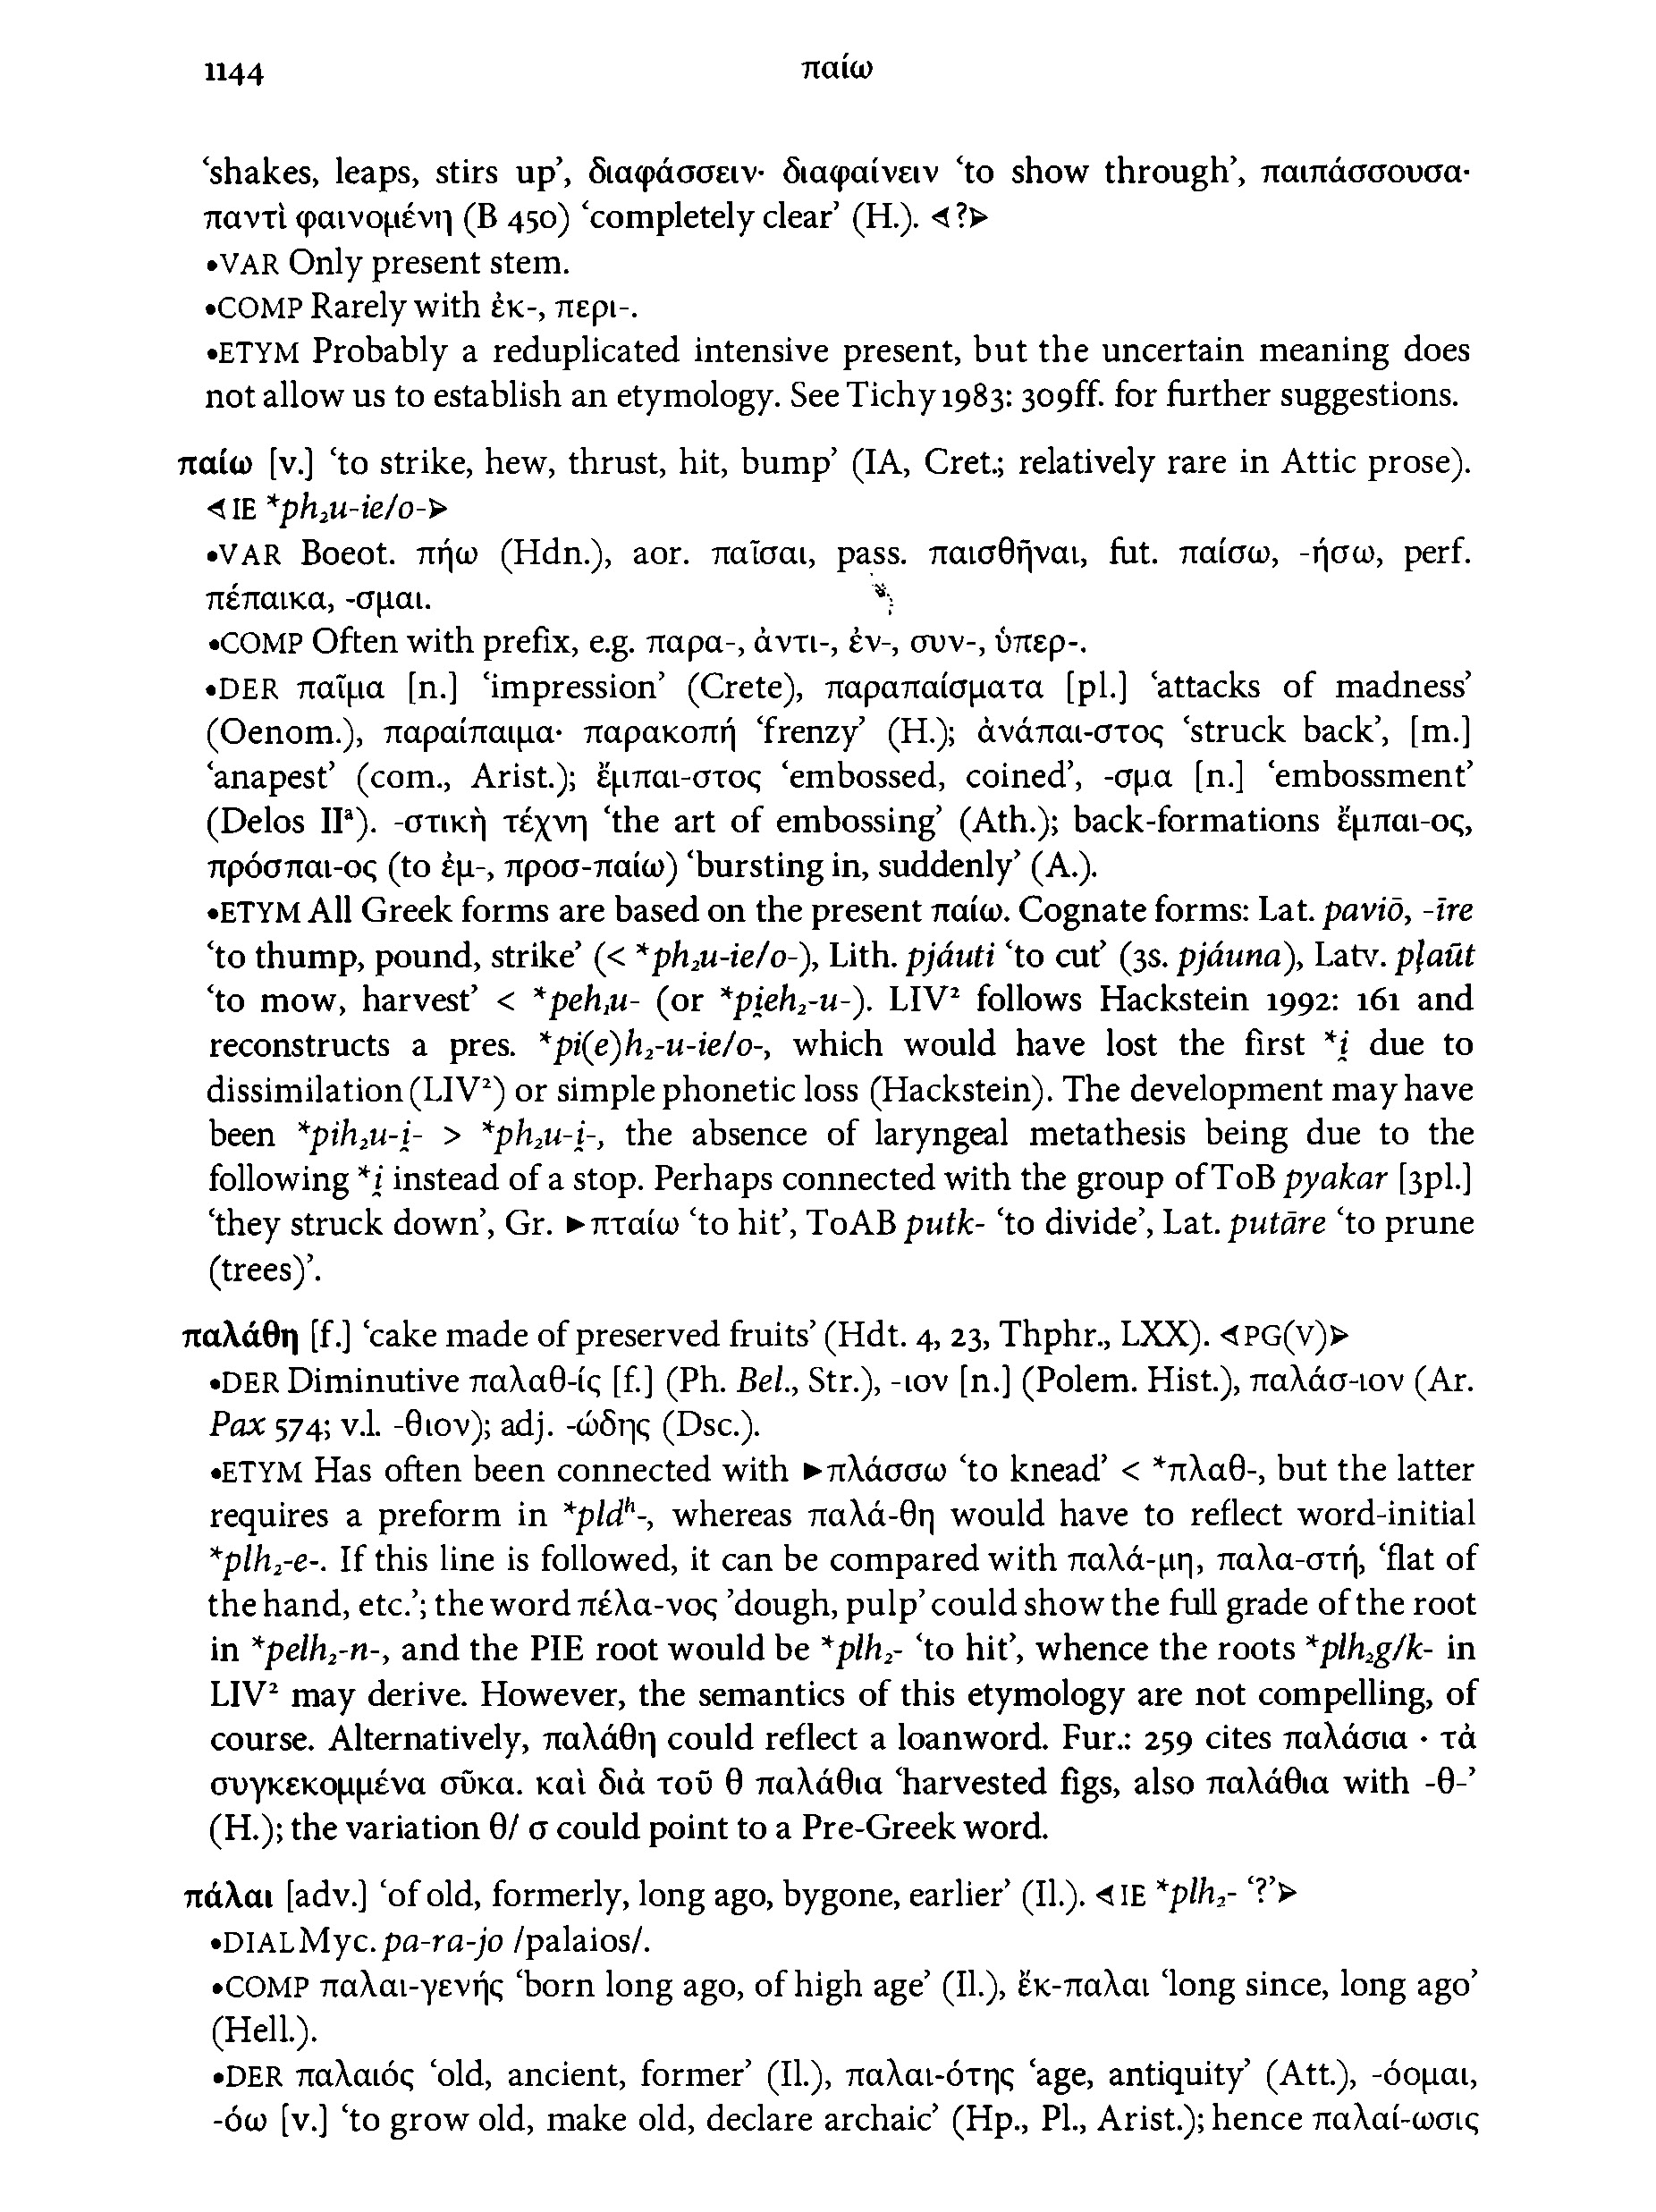 1144 παίω
‘shakes, leaps, stirs up’, διαφάσσειν· διαφαίνειν ‘to show through’, παιπάσσουσα·
παντὶ φαινομένη (B 450) ‘completely clear’ (H.). ⊲?⊳
•VAR Only present stem.
•COMP Rarely with ἐκ-, περι-.
•ETYM Probably a reduplicated intensive present, but the uncertain meaning does
not allow us to establish an etymology. See Tichy 1983: 309ff. for further suggestions.
παίω [v.] ‘to strike, hew, thrust, hit, bump’ (IA, Cret.; relatively rare in Attic prose).
⊲IE *ph₂u-ie/o-⊳
•VAR Boeot. πήω (Hdn.), aor. παῖσαι, pass. παισθῆναι, fut. παίσω, -ήσω, perf.
πέπαικα, -σμαι.
•COMP Often with prefix, e.g. παρα-, ἀντι-, ἐν-, συν-, ὑπερ-.
•DER παῖμα [n.] ‘impression’ (Crete), παραπαίσματα [pl.] ‘attacks of madness’
(Oenom.), παραίπαιμα· παρακοπή ‘frenzy’ (H.); ἀνάπαι-στος ‘struck back’, [m.]
‘anapest’ (com., Arist.); ἔμπαι-στος ‘embossed, coined’, -σμα [n.] ‘embossment’
(Delos IIᵃ). -στικὴ τέχνη ‘the art of embossing’ (Ath.); back-formations ἔμπαι-ος,
πρόσπαι-ος (to ἐμ-, προσ-παίω) ‘bursting in, suddenly’ (A.).
•ETYM All Greek forms are based on the present παίω. Cognate forms: Lat. paviō, -īre
‘to thump, pound, strike’ (< *ph₂u-ie/o-), Lith. pjáuti ‘to cut’ (3s. pjáuna), Latv. pļaũt
‘to mow, harvest’ < *peh₂u- (or *pi̯eh₂-u-). LIV² follows Hackstein 1992: 161 and
reconstructs a pres. *pi(e)h₂-u-ie/o-, which would have lost the first *i̯ due to
dissimilation (LIV²) or simple phonetic loss (Hackstein). The development may have
been *pih₂u-i̯- > *ph₂u-i̯-, the absence of laryngeal metathesis being due to the
following *i̯ instead of a stop. Perhaps connected with the group of ToB pyakar [3pl.]
‘they struck down’, Gr. ►πταίω ‘to hit’, ToAB putk- ‘to divide’, Lat. putāre ‘to prune
(trees)’.
παλάθη [f.] ‘cake made of preserved fruits’ (Hdt. 4, 23, Thphr., LXX). ⊲PG(V)⊳
•DER Diminutive παλαθ-ίς [f.] (Ph. Bel., Str.), -ιον [n.] (Polem. Hist.), παλάσ-ιον (Ar.
Pax 574; v.l. -θιον); adj. -ώδης (Dsc.).
•ETYM Has often been connected with ►πλάσσω ‘to knead’ < *πλαθ-, but the latter
requires a preform in *pldʰ-, whereas παλά-θη would have to reflect word-initial
*plh₂-e-. If this line is followed, it can be compared with παλά-μη, παλα-στή, ‘flat of
the hand, etc.’; the word πέλα-νος ’dough, pulp’ could show the full grade of the root
in *pelh₂-n-, and the PIE root would be *plh₂- ‘to hit’, whence the roots *plh₂g/k- in
LIV² may derive. However, the semantics of this etymology are not compelling, of
course. Alternatively, παλάθη could reflect a loanword. Fur.: 259 cites παλάσια · τὰ
συγκεκομμένα σῦκα. καὶ διὰ τοῦ θ παλάθια ‘harvested figs, also παλάθια with -θ-’
(H.); the variation θ/ σ could point to a Pre-Greek word.
πάλαι [adv.] ‘of old, formerly, long ago, bygone, earlier’ (Il.). ⊲IE *plh₂- ‘?’⊳
•DIAL Myc. pa-ra-jo /palaios/.
•COMP παλαι-γενής ‘born long ago, of high age’ (Il.), ἔκ-παλαι ‘long since, long ago’
(Hell.).
•DER παλαιός ‘old, ancient, former’ (Il.), παλαι-ότης ‘age, antiquity’ (Att.), -όομαι,
-όω [v.] ‘to grow old, make old, declare archaic’ (Hp., Pl., Arist.); hence παλαί-ωσις